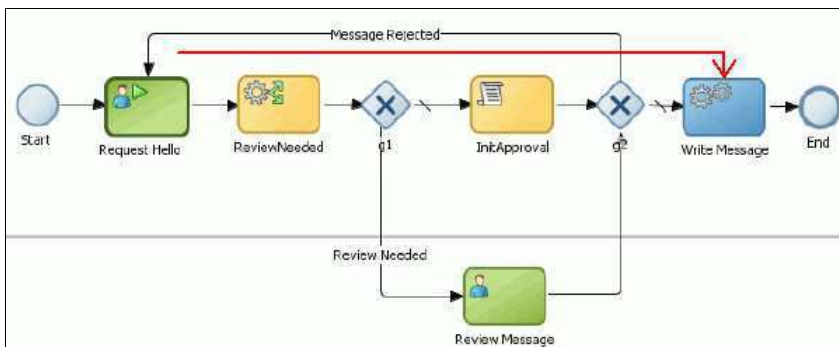 Message Rejected
Start
Request Hello
ReviewNeeded
g1
InitApproval
g2
Write Message
End
Review Needed
Review Message